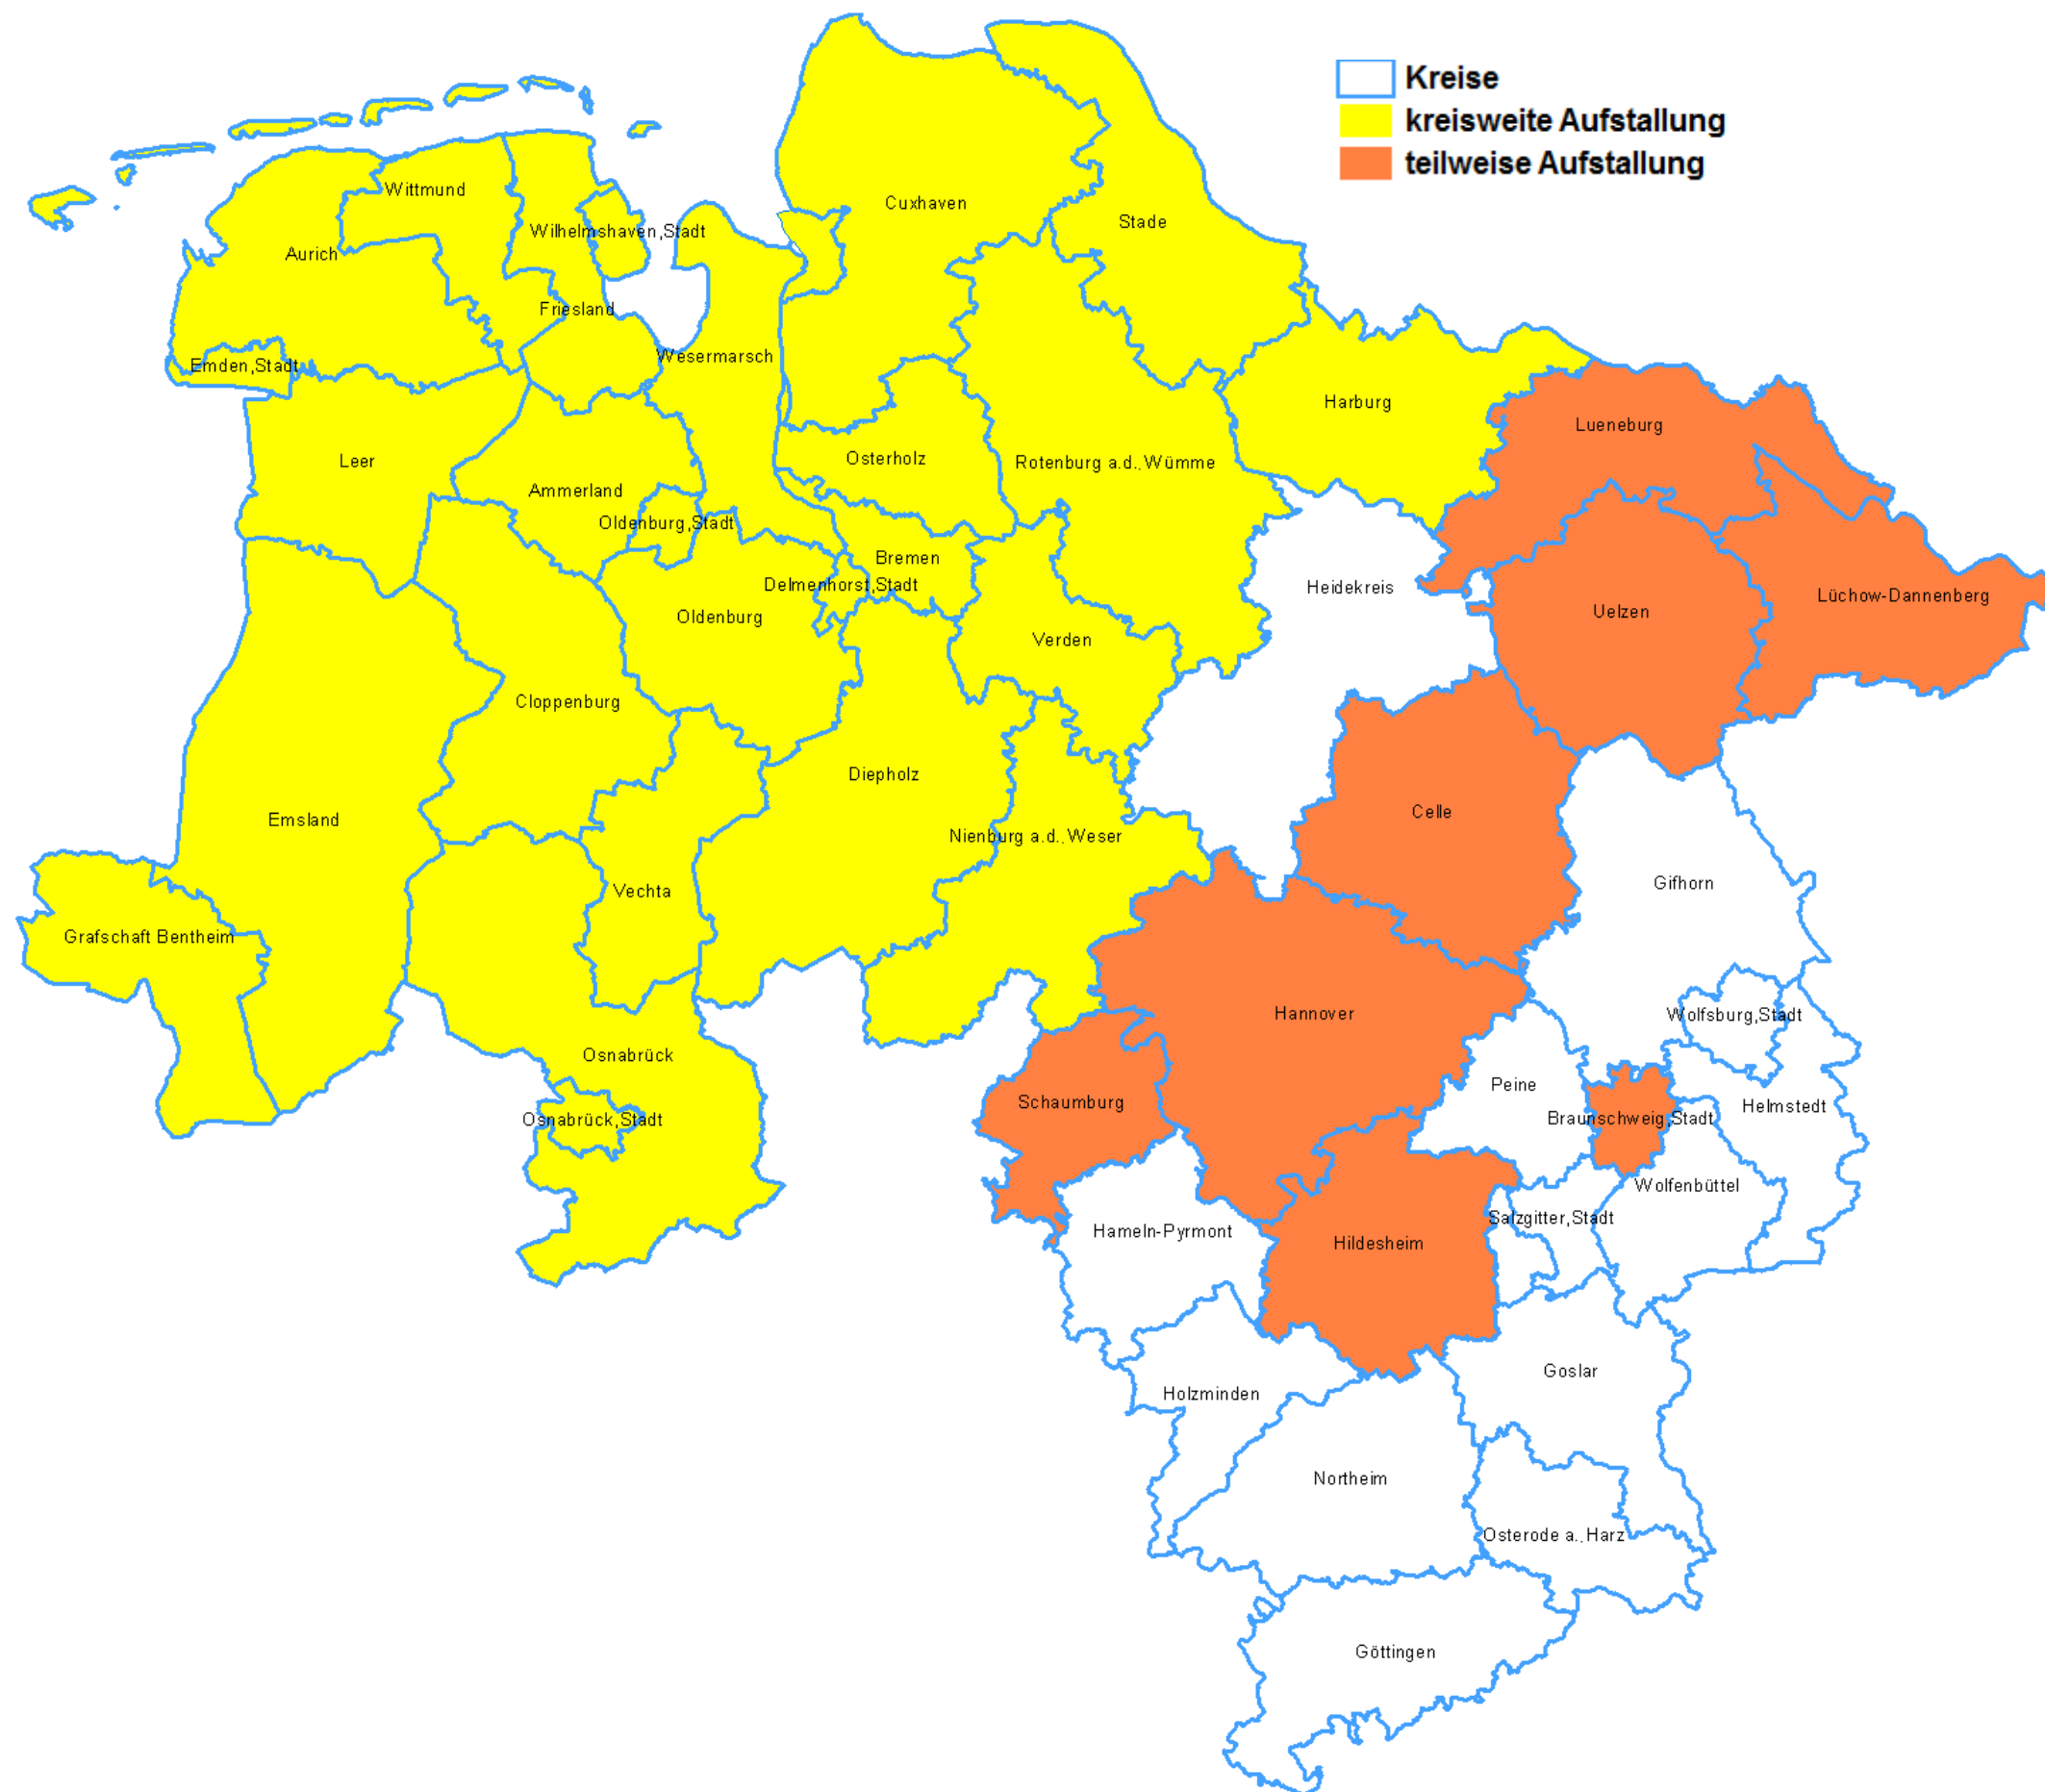 Kreise
kreisweite Aufstallung
teilweise Aufstallung
Wittmund
Cuxhaven
Stade
Wilhelmshaven,Stadt
Aurich
Friesland
Wesermarsch
Emden,Stadt
Harburg
Lueneburg
Leer
Osterholz
Rotenburg a.d., Wümme
Ammerland
Oldenburg,Stadt
Bremen
Delmenhorst,Stadt
Heidekreis
Lüchow-Dannenberg
Uelzen
Oldenburg
Verden
Cloppenburg
Diepholz
Celle
Emsland
Nienburg a.d., Weser
Gifhorn
Vechta
Grafschaft Bentheim
Hannover
Wolfsburg,Stadt
Osnabrück
Peine
Schaumburg
Helmstedt
Osnabrück,Stadt
Braunschweig,Stadt
Wolfenbüttel
Salzgitter,Stadt
Hameln-Pyrmont
Hildesheim
Goslar
Holzminden
Northeim
Osterode a., Harz
Göttingen